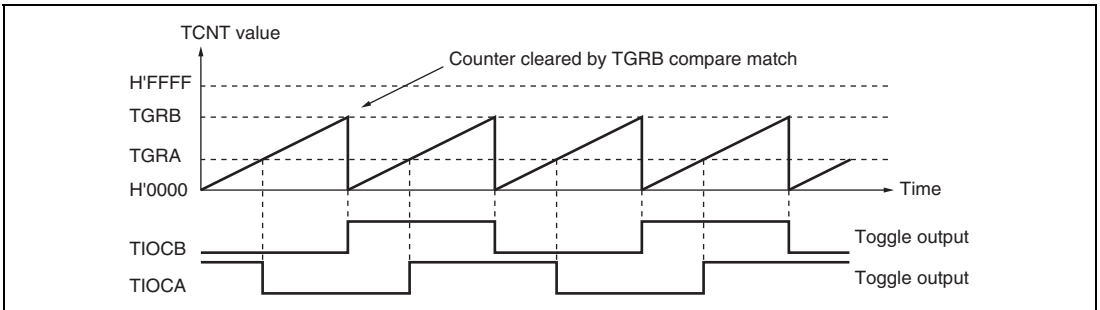 TCNT value
Counter cleared by TGRB compare match
H'FFFF
TGRB
TGRA
H'0000
Time
TIOCB
Toggle output
TIOCA
Toggle output